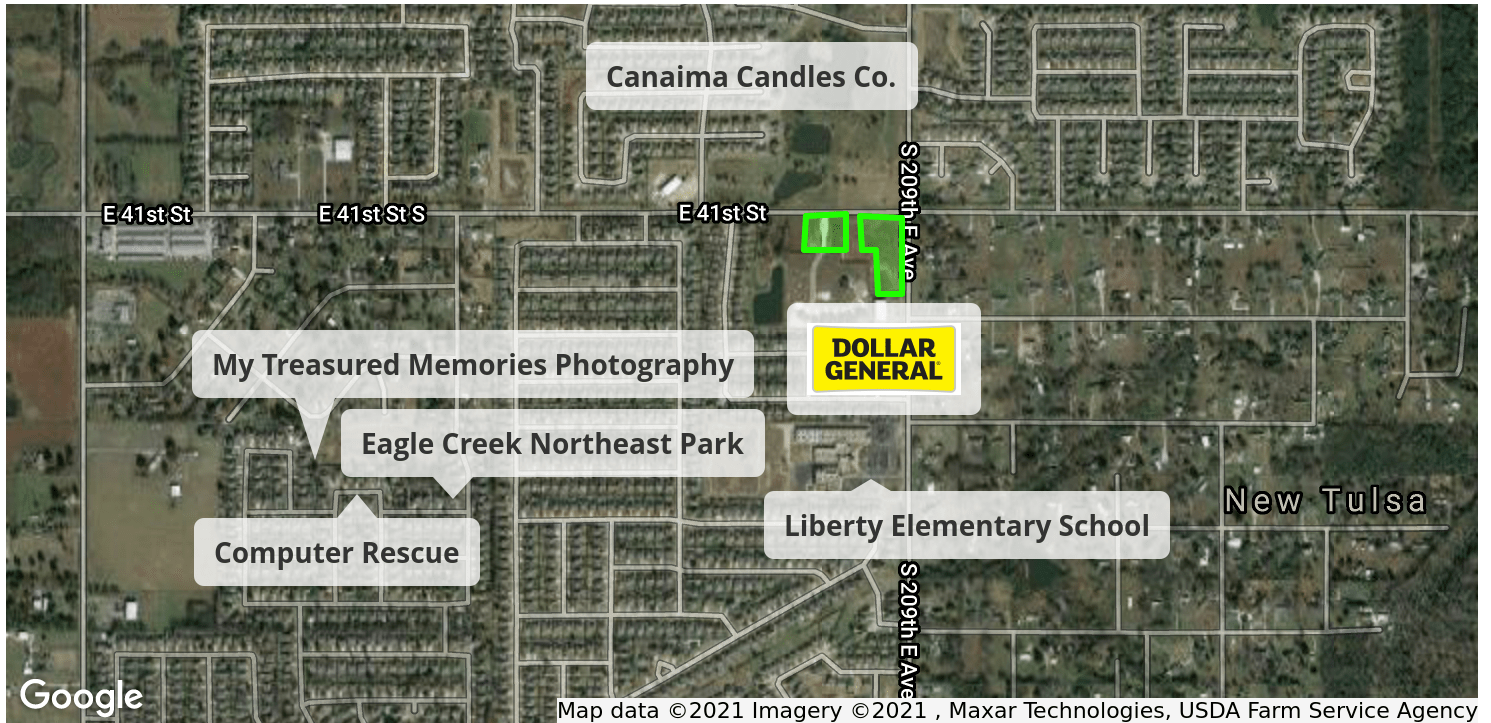 Canaima Candles Co.
S 209th E Ave
E 41st St
E 41st St S
E 41st St
DOLLAR
GENERAL
My Treasured Memories Photography
Eagle Creek Northeast Park
New Tulsa
Liberty Elementary School
Computer Rescue
S 209th E Ave
Google
Map data ©2021 Imagery ©2021 , Maxar Technologies, USDA Farm Service Agency